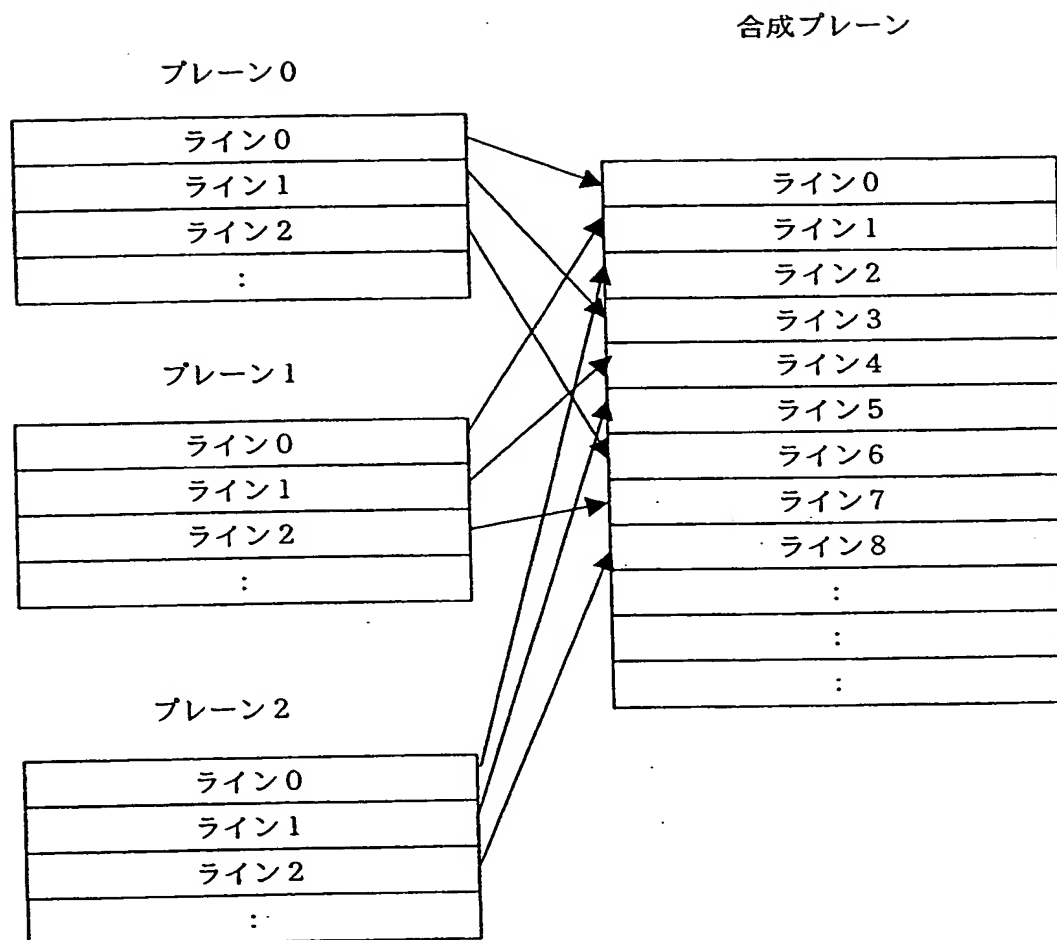 合成プレーン
プレーン0
ライン0
ライン1
ライン2
:
プレーン1
ライン0
ライン1
ライン2
:
プレーン2
ライン0
ライン1
ライン2
:
ライン0
ライン1
ライン2
ライン3
ライン4
ライン5
ライン6
ライン7
ライン8
:
:
: